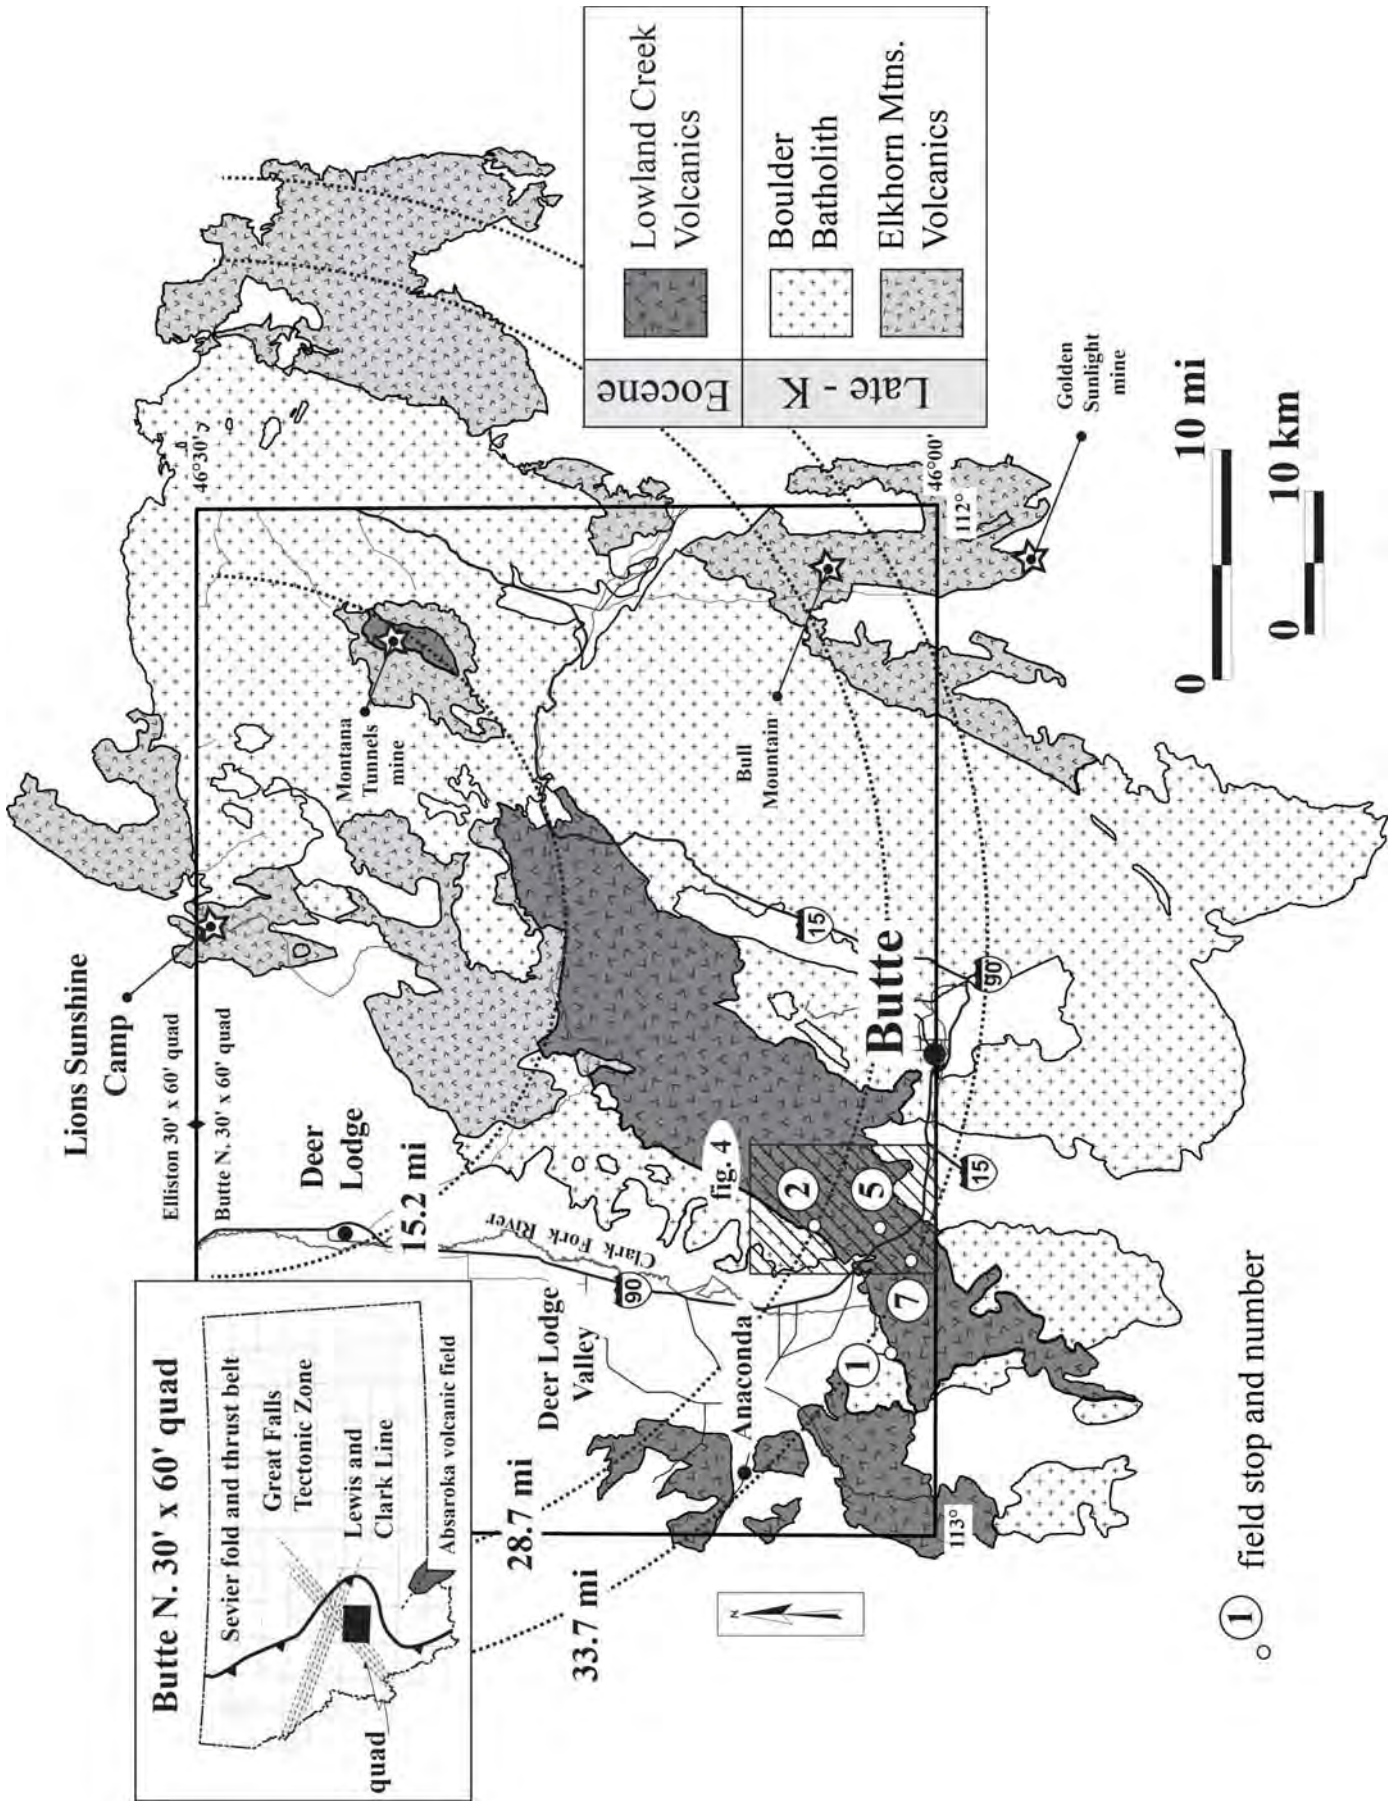 Butte N. 30' x 60' quad
Sevier fold and thrust belt
Great Falls
Tectonic Zone
Lewis and
Clark Line
Absaroka volcanic field
quad
Lions Sunshine
Camp
Elliston 30' x 60' quad
Butte N. 30' x 60' quad
46°30'
Deer
Lodge
15.2 mi
28.7 mi
33.7 mi
Montana
Tunnels
mine
Clark Fork River
90
Deer Lodge
Valley
Anaconda
fig. 4
2
5
7
1
Butte
15
90
15
Bull
Mountain
113°
112°
46°00'
Golden
Sunlight
mine
N
Eocene
Lowland Creek
Volcanics
Late - K
Boulder
Batholith
Elkhorn Mtns.
Volcanics
0 10 mi
0 10 km
1 field stop and number